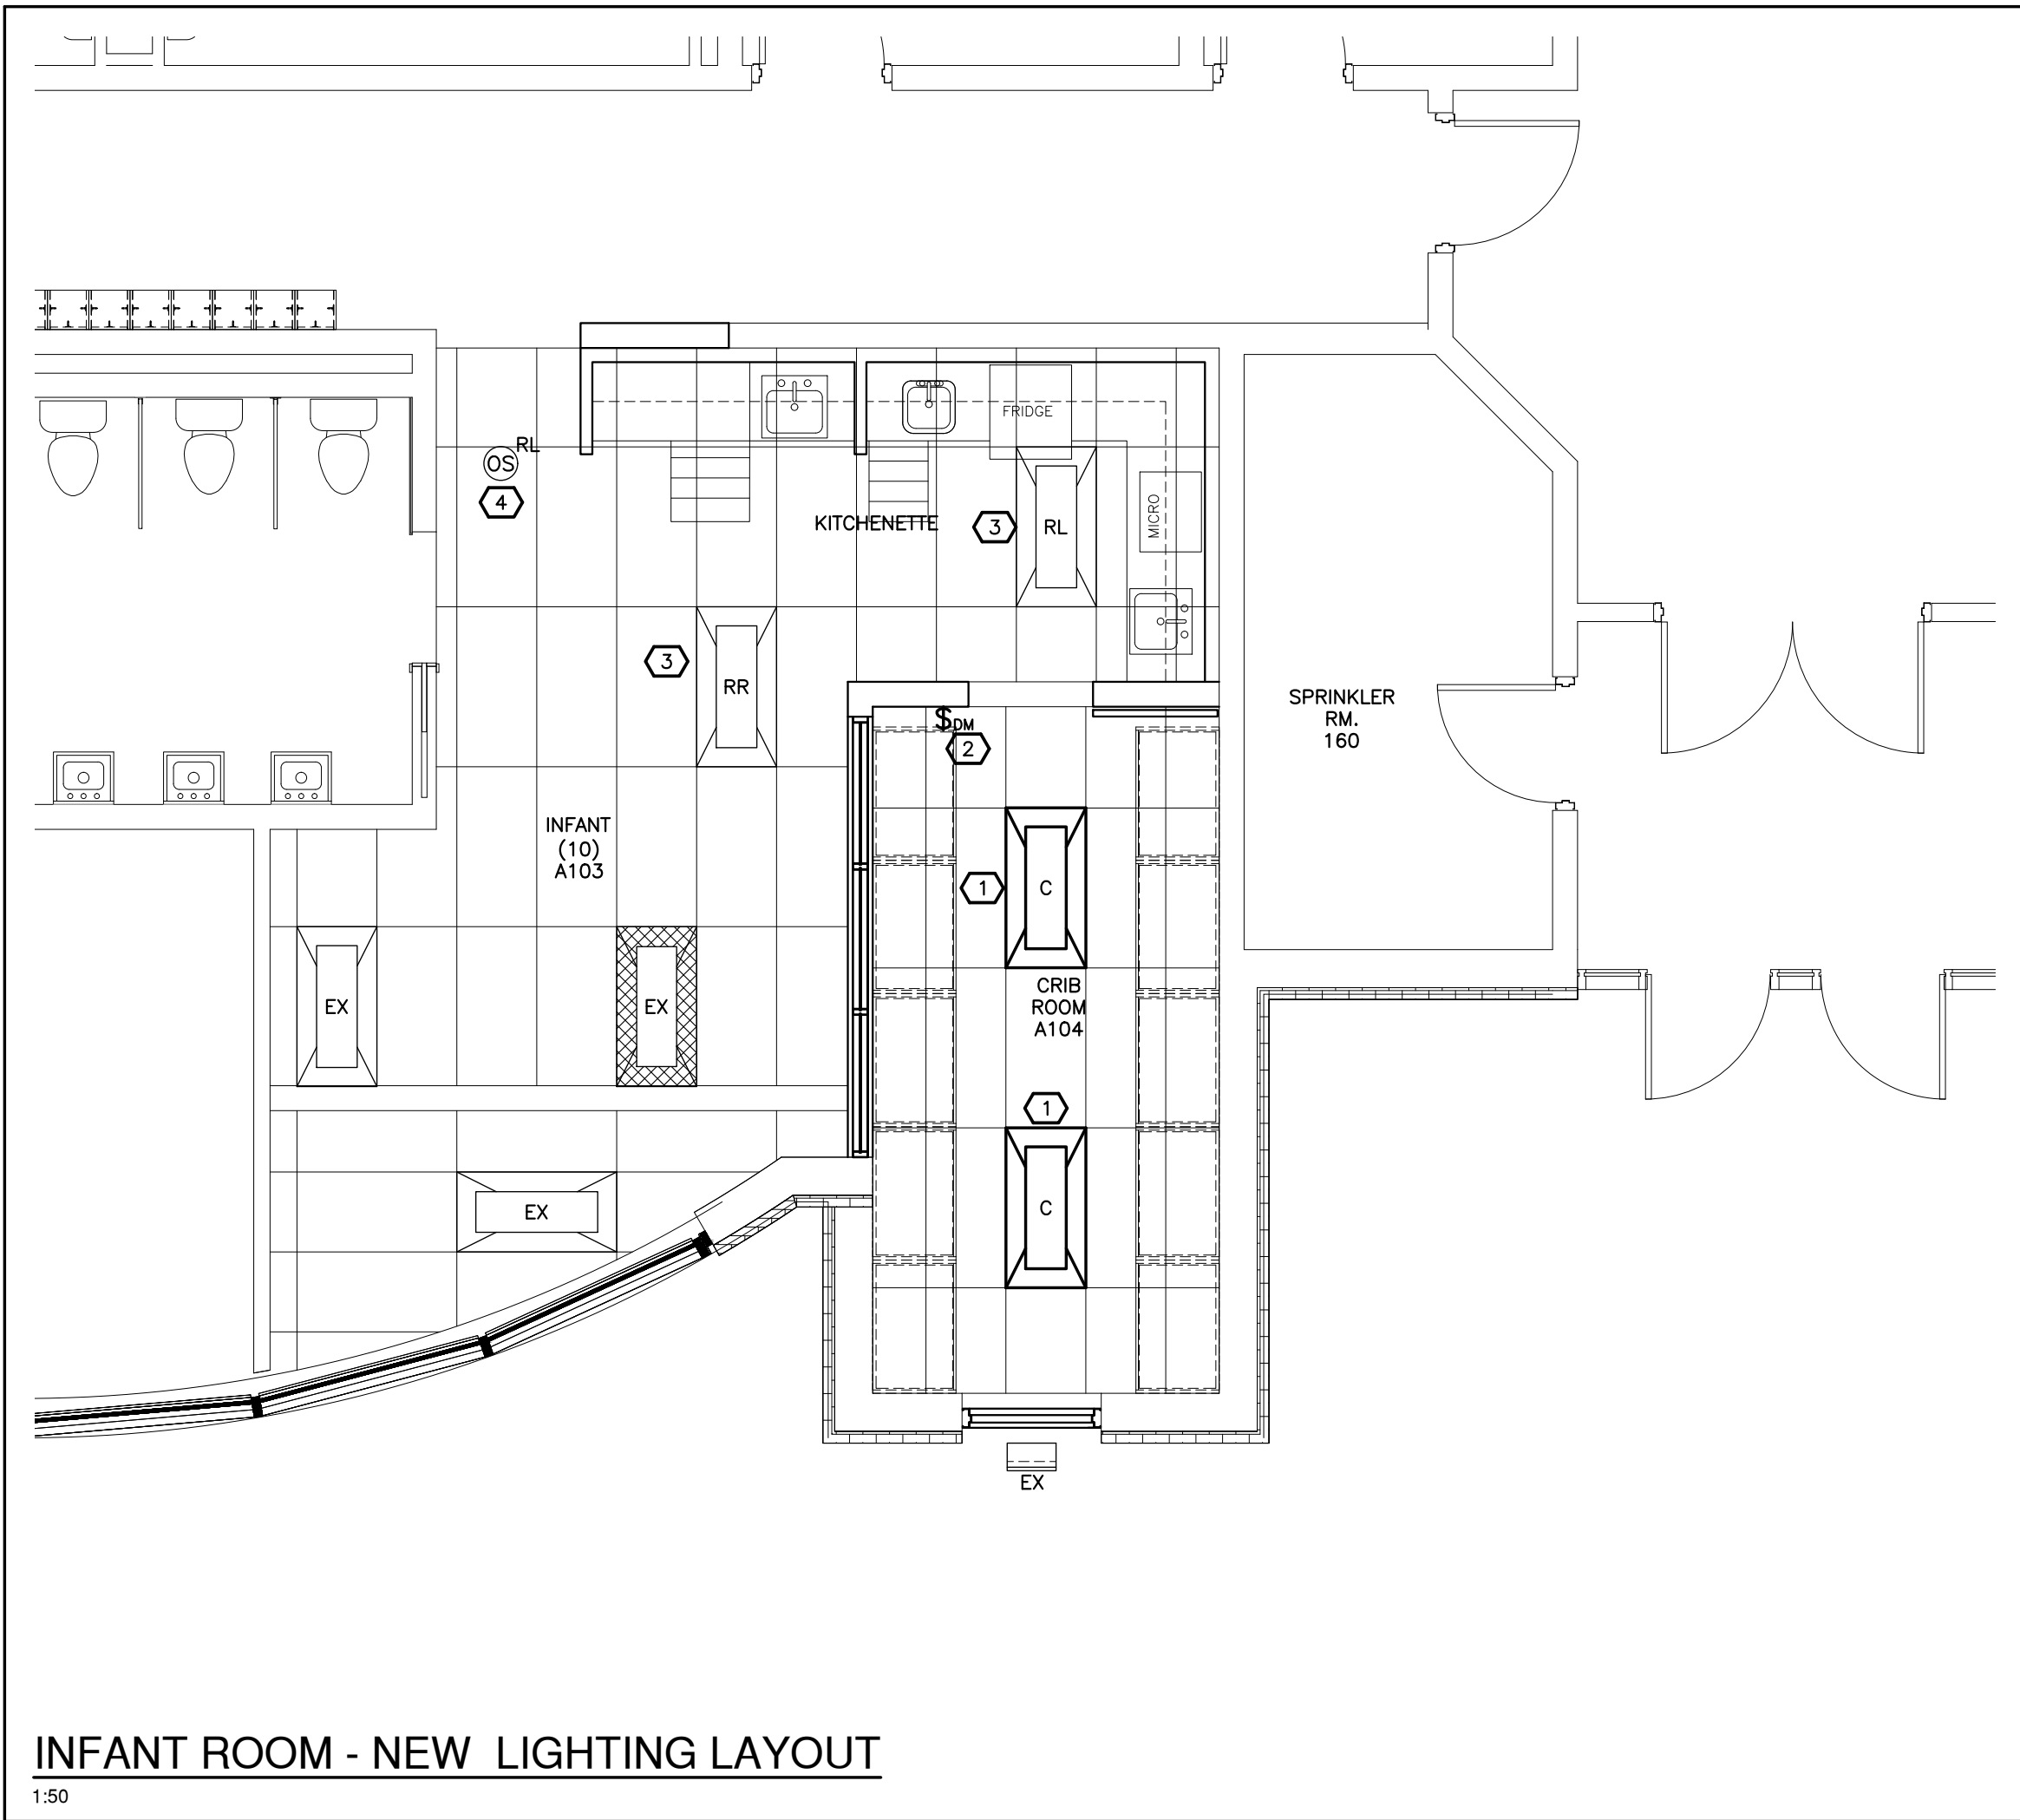 FRIDGE
RL
OS
4
KITCHENETTE
3
RL
MICRO
3
RR
SPRINKLER
RM.
160
$DM
2
INFANT
(10)
A103
1
C
CRIB
ROOM
A104
EX
EX
1
C
EX
EX
INFANT ROOM - NEW LIGHTING LAYOUT
1:50